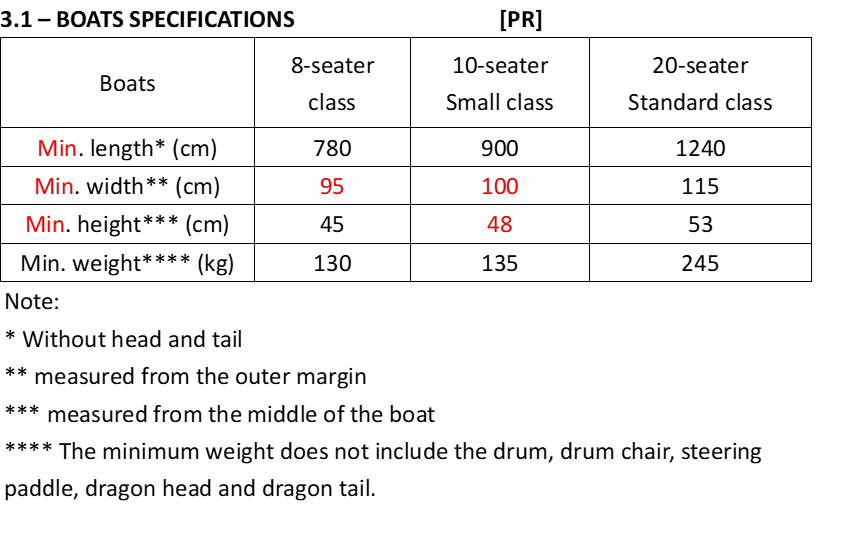 3.1 – BOATS SPECIFICATIONS [PR]
Boats 8-seater class 10-seater Small class 20-seater Standard class
Min. length* (cm) 780 900 1240
Min. width** (cm) 95 100 115
Min. height*** (cm) 45 48 53
Min. weight**** (kg) 130 135 245
Note:
* Without head and tail
** measured from the outer margin
*** measured from the middle of the boat
**** The minimum weight does not include the drum, drum chair, steering
paddle, dragon head and dragon tail.